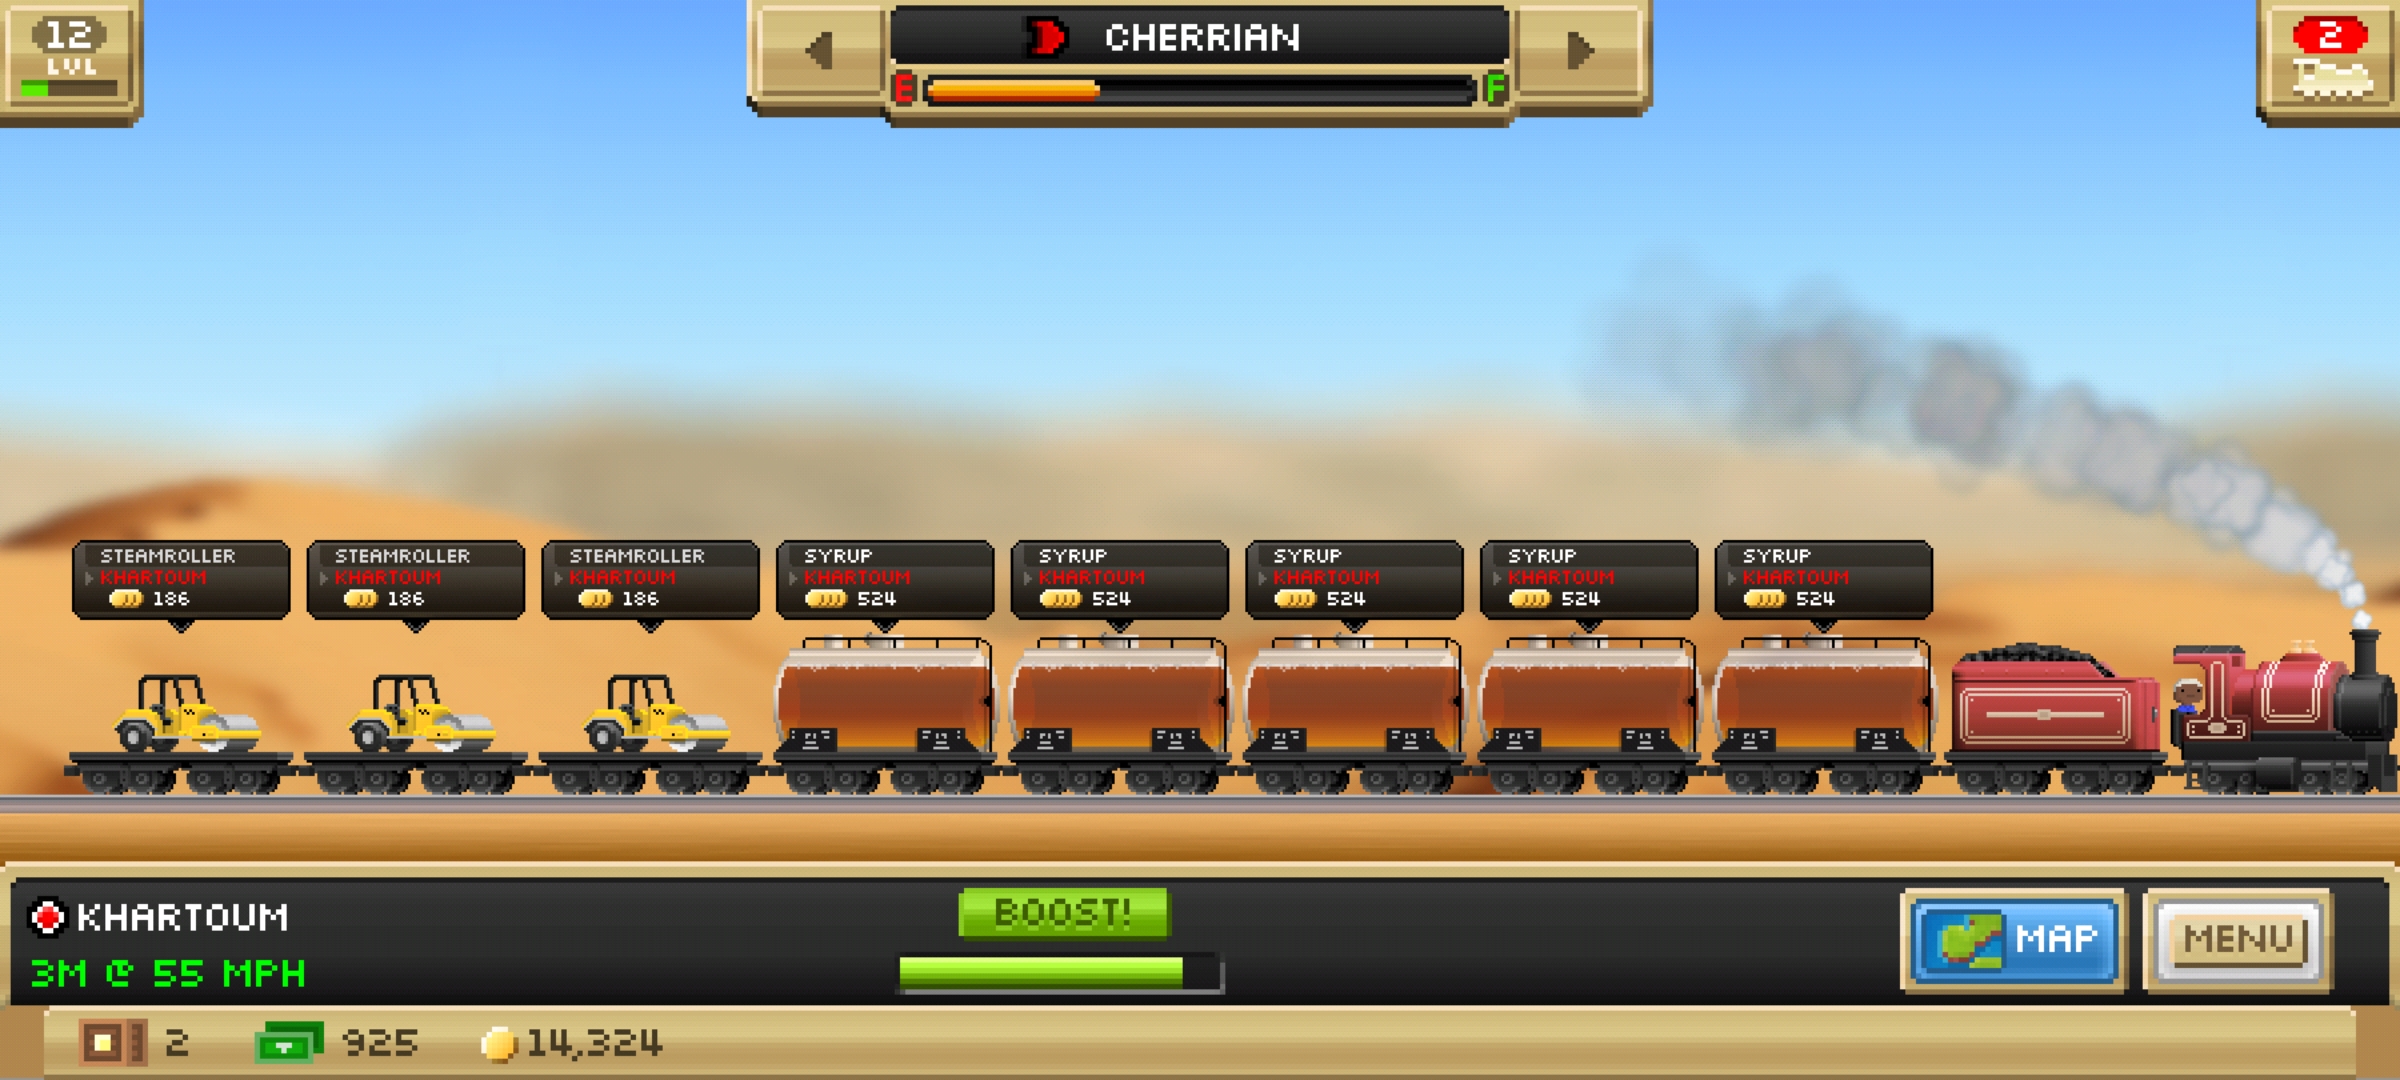 12
LVL
CHERRIAN
E F
2
STEAMROLLER
KHARTOUM
186
STEAMROLLER
KHARTOUM
186
STEAMROLLER
KHARTOUM
186
SYRUP
KHARTOUM
524
SYRUP
KHARTOUM
524
SYRUP
KHARTOUM
524
SYRUP
KHARTOUM
524
SYRUP
KHARTOUM
524
KHARTOUM
3M @ 55 MPH
BOOST!
MAP
MENU
2 925 14,324